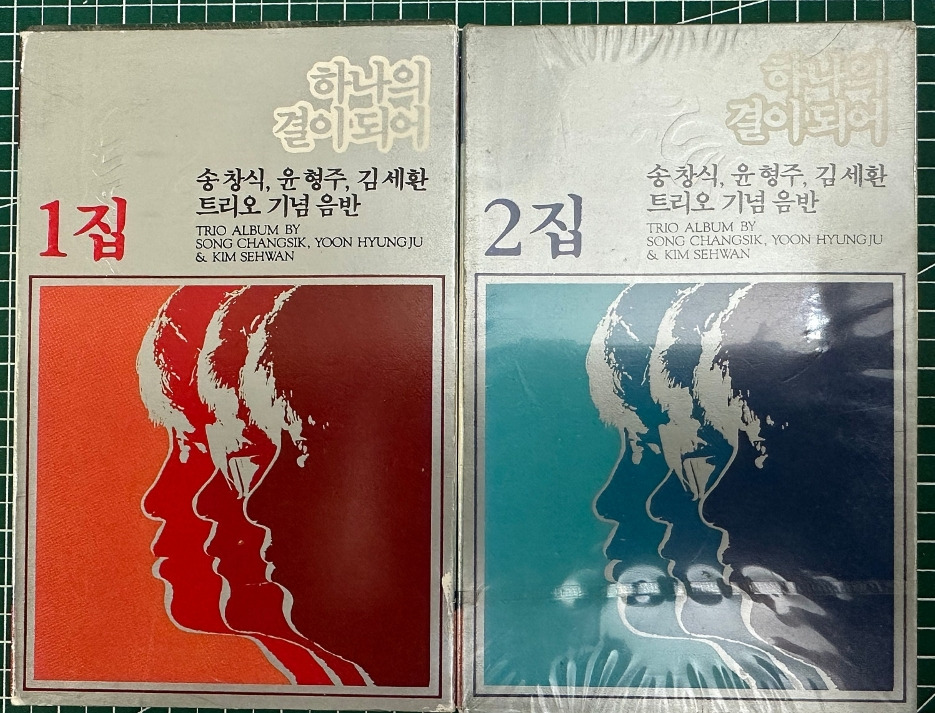 하나의
결이되어
송창식, 윤형주, 김세환
트리오 기념 음반
1집
TRIO ALBUM BY
SONG CHANGSIK, YOON HYUNGJU
& KIM SEHWAN
하나의
결이되어
송창식, 윤형주, 김세환
트리오 기념 음반
2집
TRIO ALBUM BY
SONG CHANGSIK, YOON HYUNGJU
& KIM SEHWAN